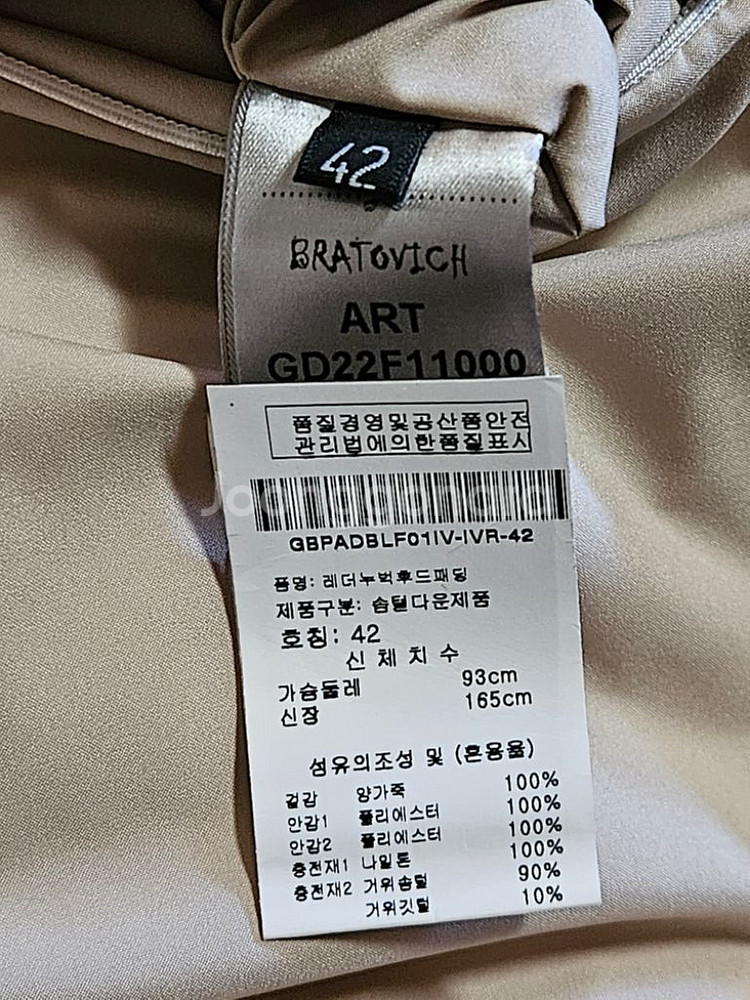 42
BRATOVICH
ART
GD22F11000
품질경영및공산품안전
관리법에의한품질표시
Joonggonara
GBPADBLF01IV-IVR-42
품명: 레더누벅후드패딩
제품구분: 솜털다운제품
호칭: 42
신 체 치 수
가슴둘레 93cm
신장 165cm
섬유의조성 및 (혼용율)
겉감 양가죽 100%
안감1 폴리에스터 100%
안감2 폴리에스터 100%
충전재1 나일론 100%
충전재2 거위솜털 90%
거위깃털 10%